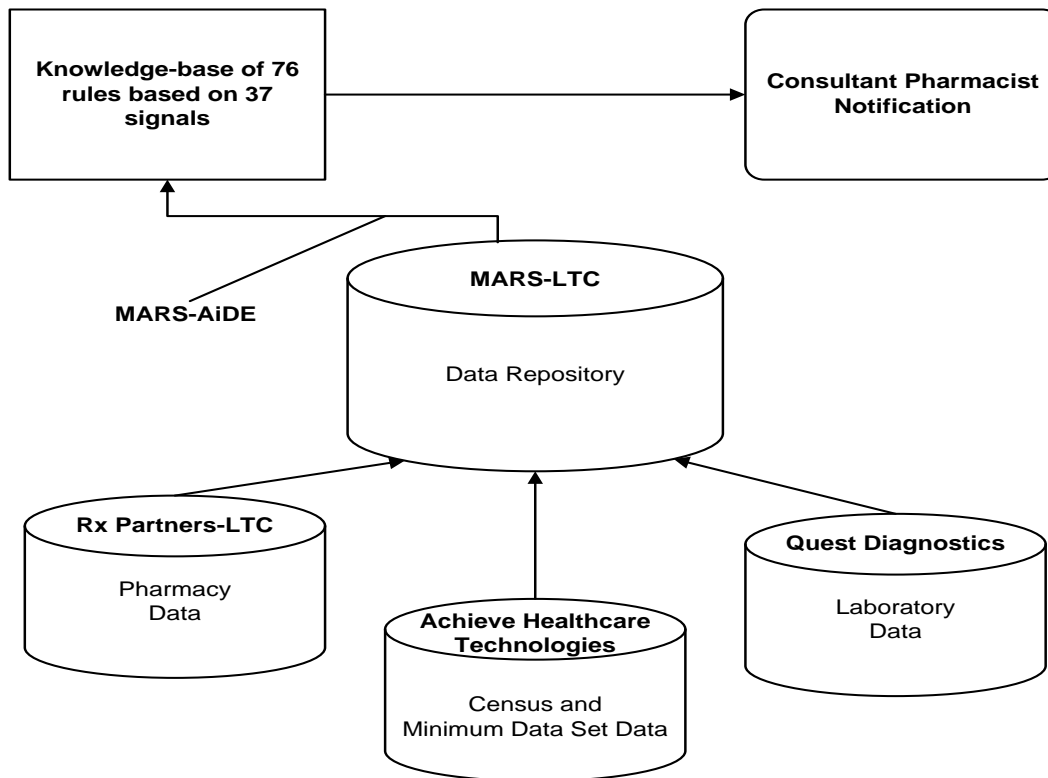 Knowledge-base of 76
rules based on 37
signals
Consultant Pharmacist
Notification
MARS-AiDE
MARS-LTC
Data Repository
Rx Partners-LTC
Pharmacy
Data
Achieve Healthcare
Technologies
Census and
Minimum Data Set Data
Quest Diagnostics
Laboratory
Data